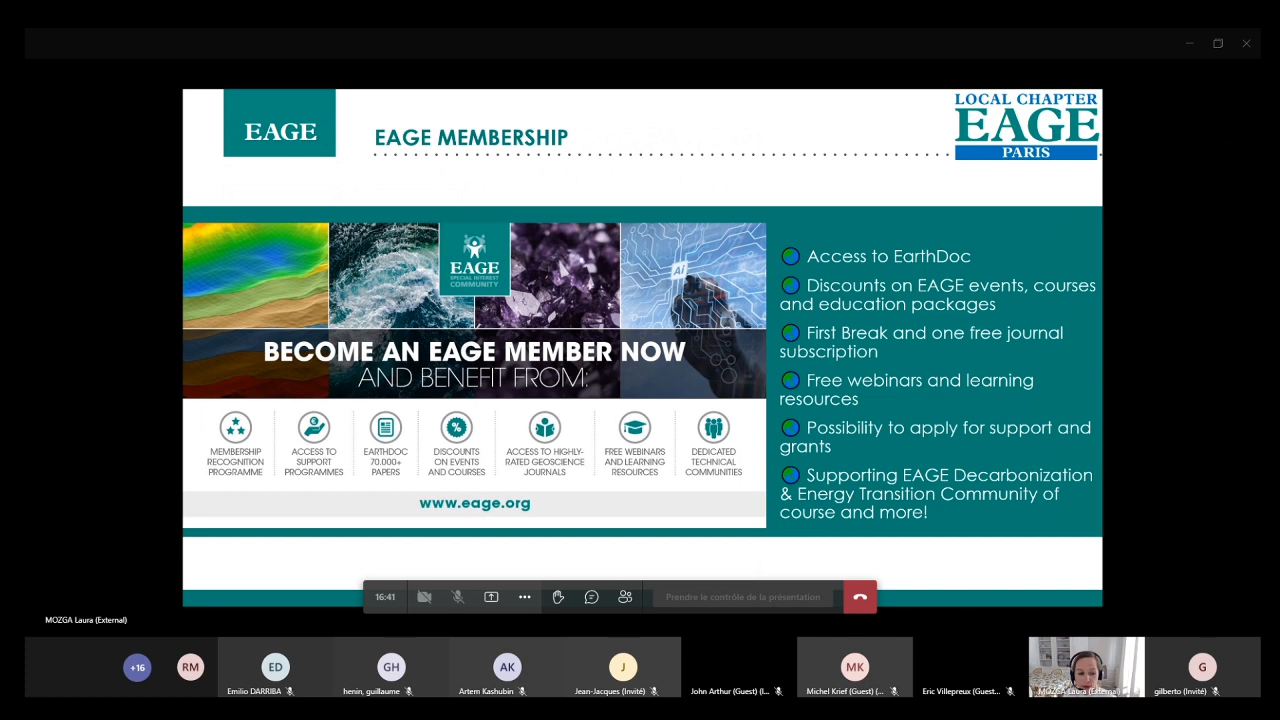 EAGE
EAGE MEMBERSHIP
LOCAL CHAPTER
EAGE
PARIS
EAGE
SPECIAL INTEREST
COMMUNITY
Ai
BECOME AN EAGE MEMBER NOW
AND BENEFIT FROM:
MEMBERSHIP
RECOGNITION
PROGRAMME
ACCESS TO
SUPPORT
PROGRAMMES
EARTHDOC
70.000+
PAPERS
DISCOUNTS
ON EVENTS
AND COURSES
ACCESS TO HIGHLY-
RATED GEOSCIENCE
JOURNALS
FREE WEBINARS
AND LEARNING
RESOURCES
DEDICATED
TECHNICAL
COMMUNITIES
www.eage.org
Access to EarthDoc
Discounts on EAGE events, courses
and education packages
First Break and one free journal
subscription
Free webinars and learning
resources
Possibility to apply for support and
grants
Supporting EAGE Decarbonization
& Energy Transition Community of
course and more!
16:41
Prendre le contrôle de la présentation
MOZGA Laura (External)
+16
RM
ED
GH
AK
J
MK
G
Emilio DARRIBA
henin, guillaume
Artem Kashubin
Jean-Jacques (Invité)
John Arthur (Guest) (I...
Michel Krief (Guest) (...
Eric Villepreux (Guest...
MOZGA Laura (External)
gilberto (Invité)